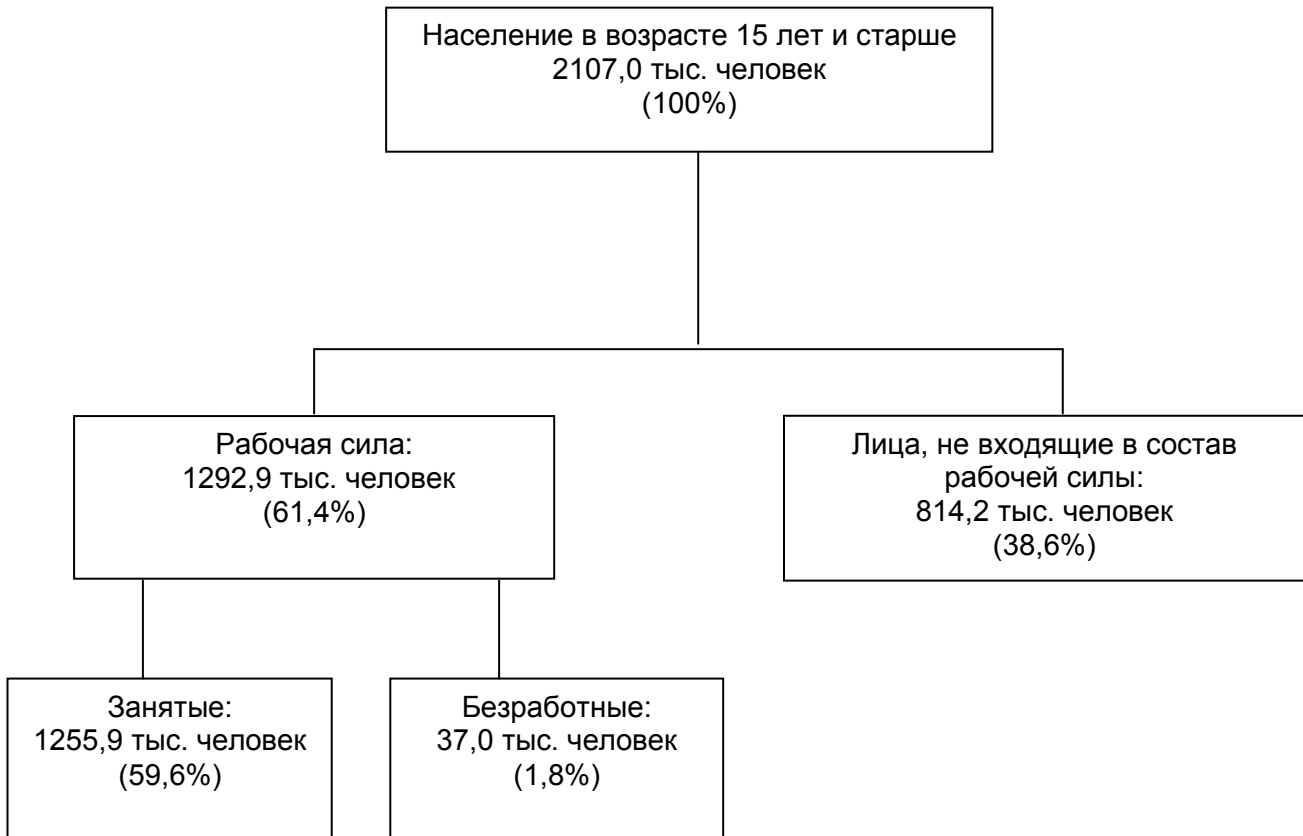 Население в возрасте 15 лет и старше
2107,0 тыс. человек
(100%)
Рабочая сила:
1292,9 тыс. человек
(61,4%)
Лица, не входящие в состав
рабочей силы:
814,2 тыс. человек
(38,6%)
Занятые:
1255,9 тыс. человек
(59,6%)
Безработные:
37,0 тыс. человек
(1,8%)